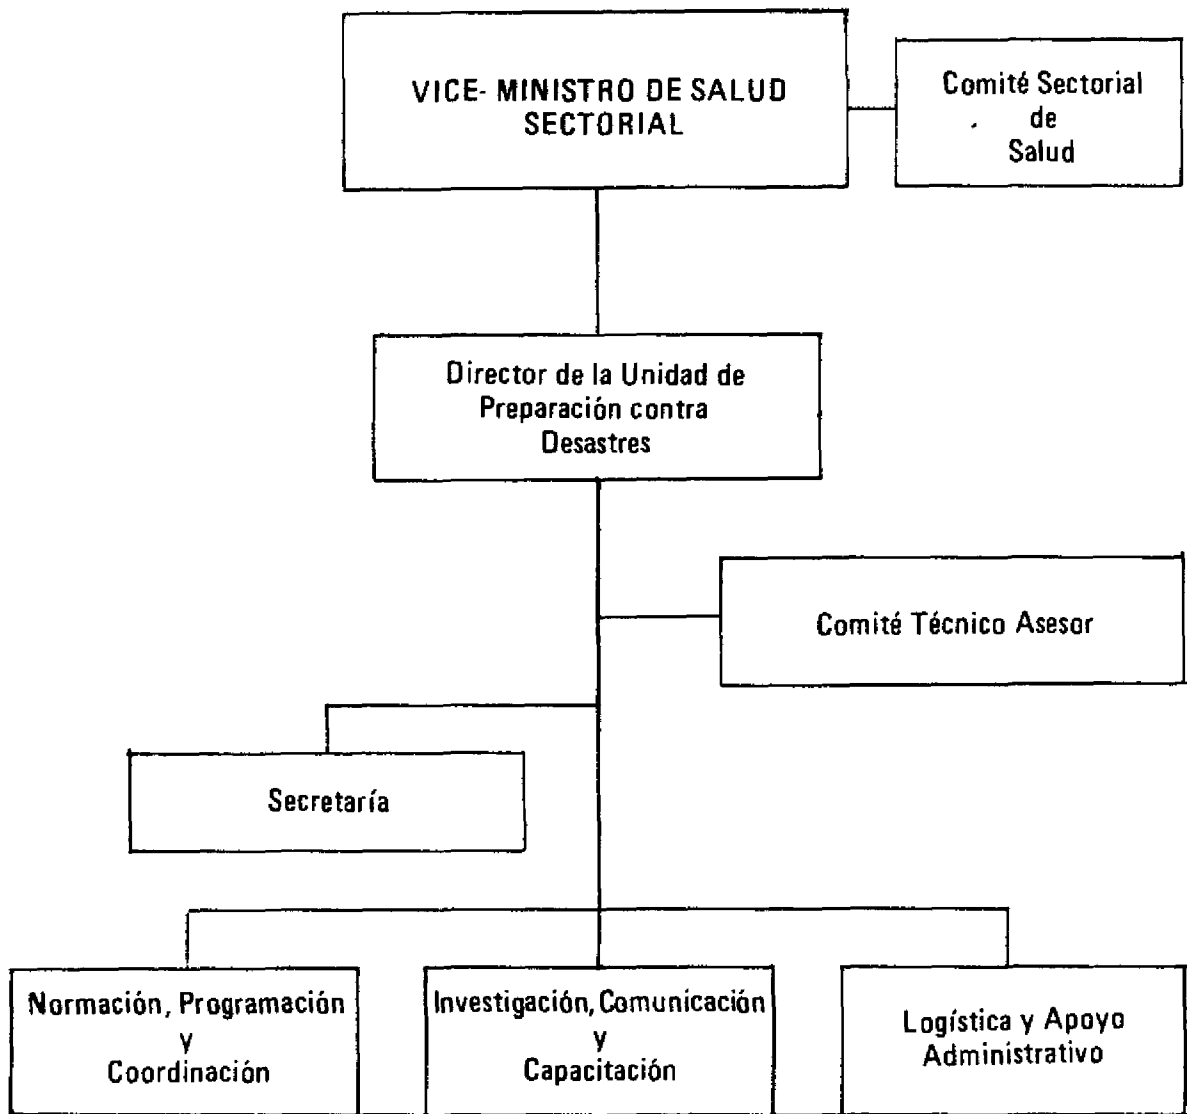 VICE- MINISTRO DE SALUD
SECTORIAL
Comité Sectorial
de
Salud
Director de la Unidad de
Preparación contra
Desastres
Comité Técnico Asesor
Secretaría
Normación, Programación
y
Coordinación
Investigación, Comunicación
y
Capacitación
Logística y Apoyo
Administrativo